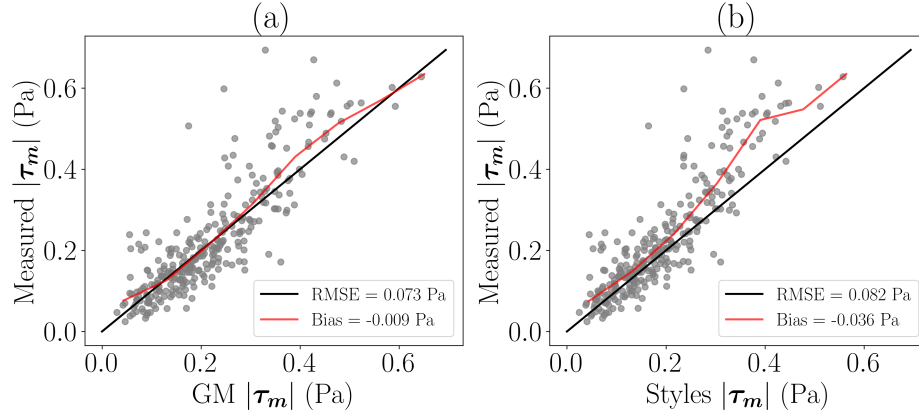 (a)
Measured |τ_m| (Pa)
0.6
0.4
0.2
0.0
RMSE = 0.073 Pa
Bias = -0.009 Pa
0.0 0.2 0.4 0.6
GM |τ_m| (Pa)
(b)
Measured |τ_m| (Pa)
0.6
0.4
0.2
0.0
RMSE = 0.082 Pa
Bias = -0.036 Pa
0.0 0.2 0.4 0.6
Styles |τ_m| (Pa)